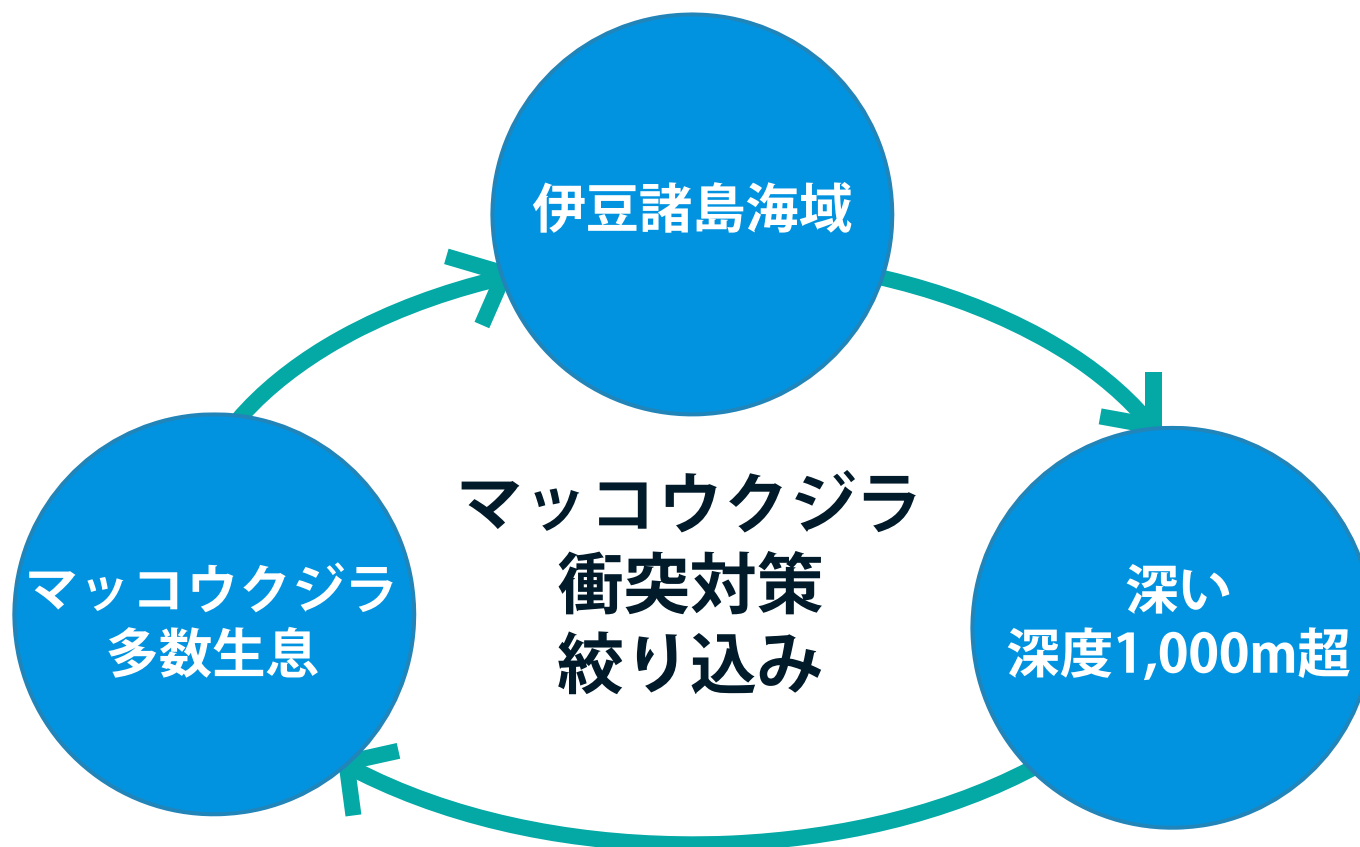 伊豆諸島海域
マッコウクジラ
衝突対策
絞り込み
マッコウクジラ
多数生息
深い
深度1,000m超